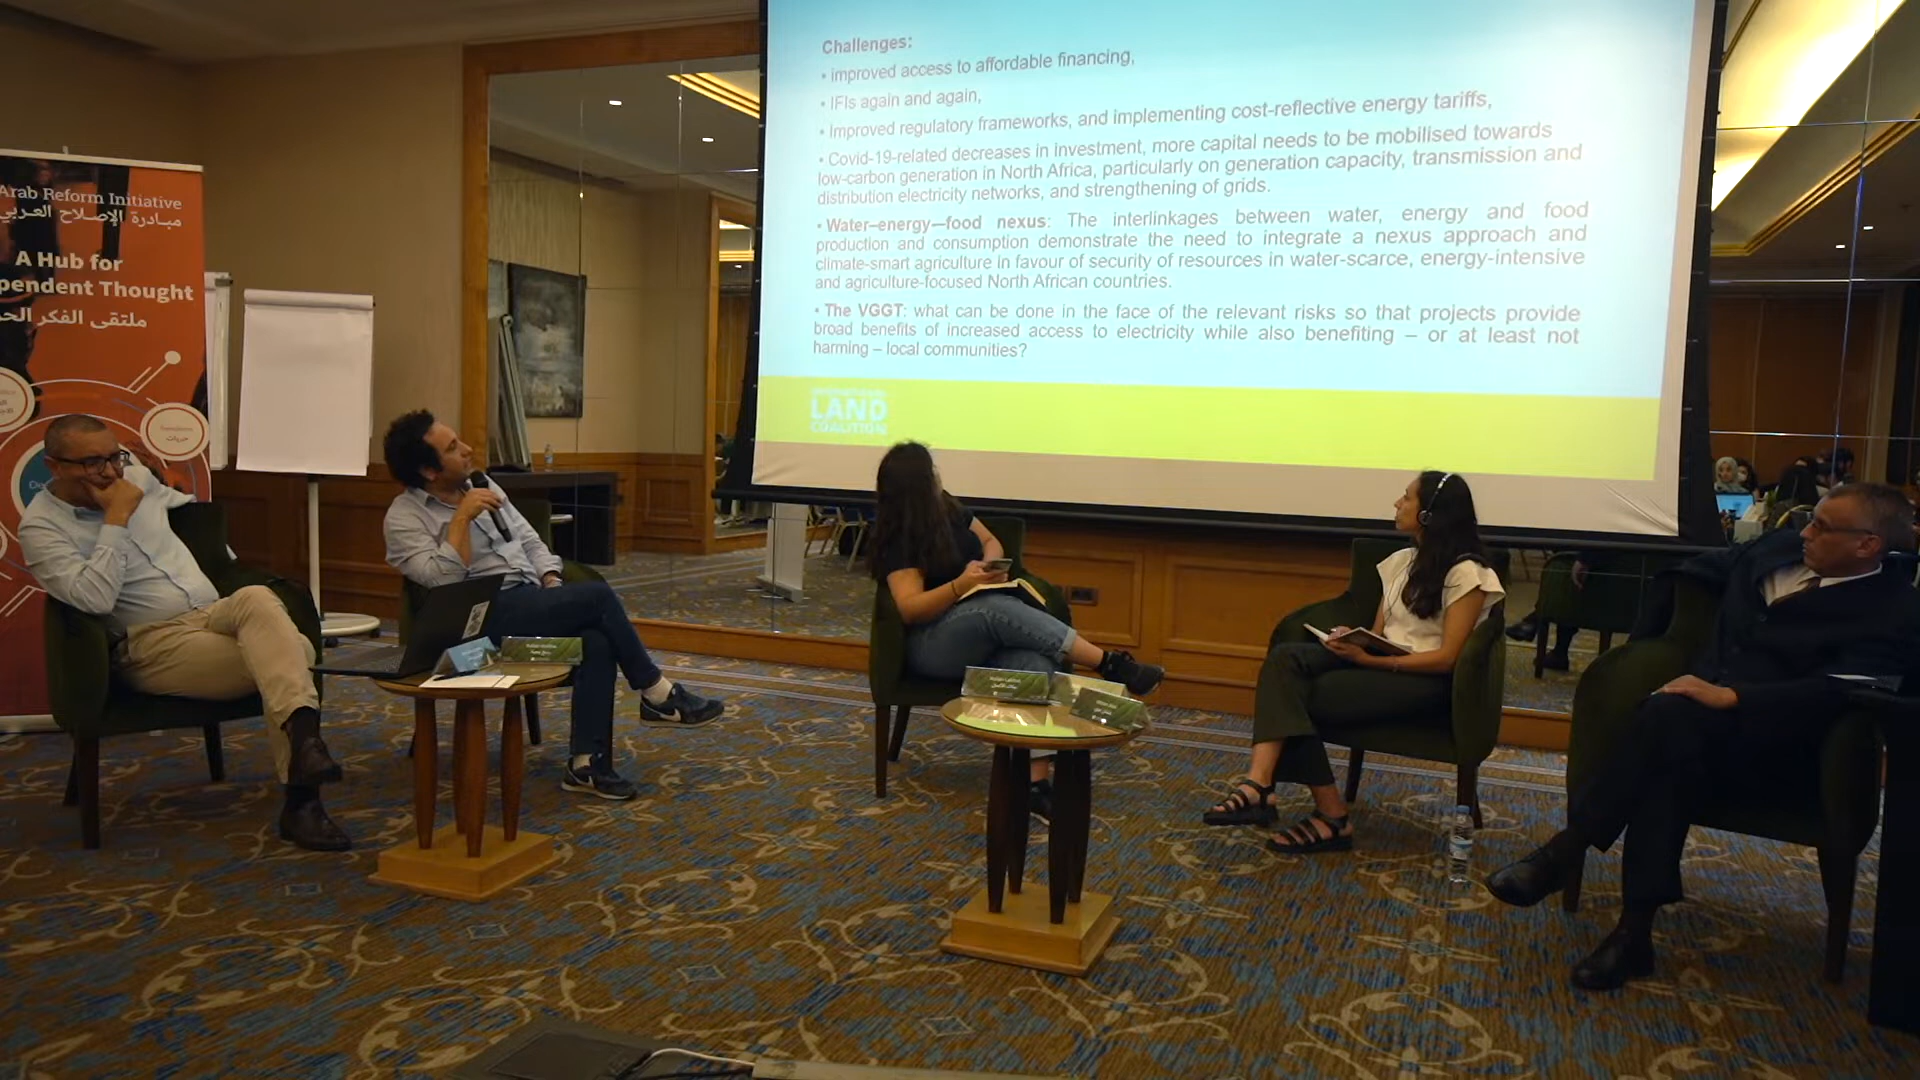 Challenges:
• improved access to affordable financing,
• IFIs again and again,
• Improved regulatory frameworks, and implementing cost-reflective energy tariffs,
• Covid-19-related decreases in investment, more capital needs to be mobilised towards
low-carbon generation in North Africa, particularly on generation capacity, transmission and
distribution electricity networks, and strengthening of grids.
• Water–energy—food nexus: The interlinkages between water, energy and food
production and consumption demonstrate the need to integrate a nexus approach and
climate-smart agriculture in favour of security of resources in water-scarce, energy-intensive
and agriculture-focused North African countries.
• The VGGT: what can be done in the face of the relevant risks so that projects provide
broad benefits of increased access to electricity while also benefiting – or at least not
harming – local communities?
LAND
COALITION
Arab Reform Initiative
مبادرة الإصلاح العربي
A Hub for
pendent Thought
ملتقى الفكر الحر
حريات